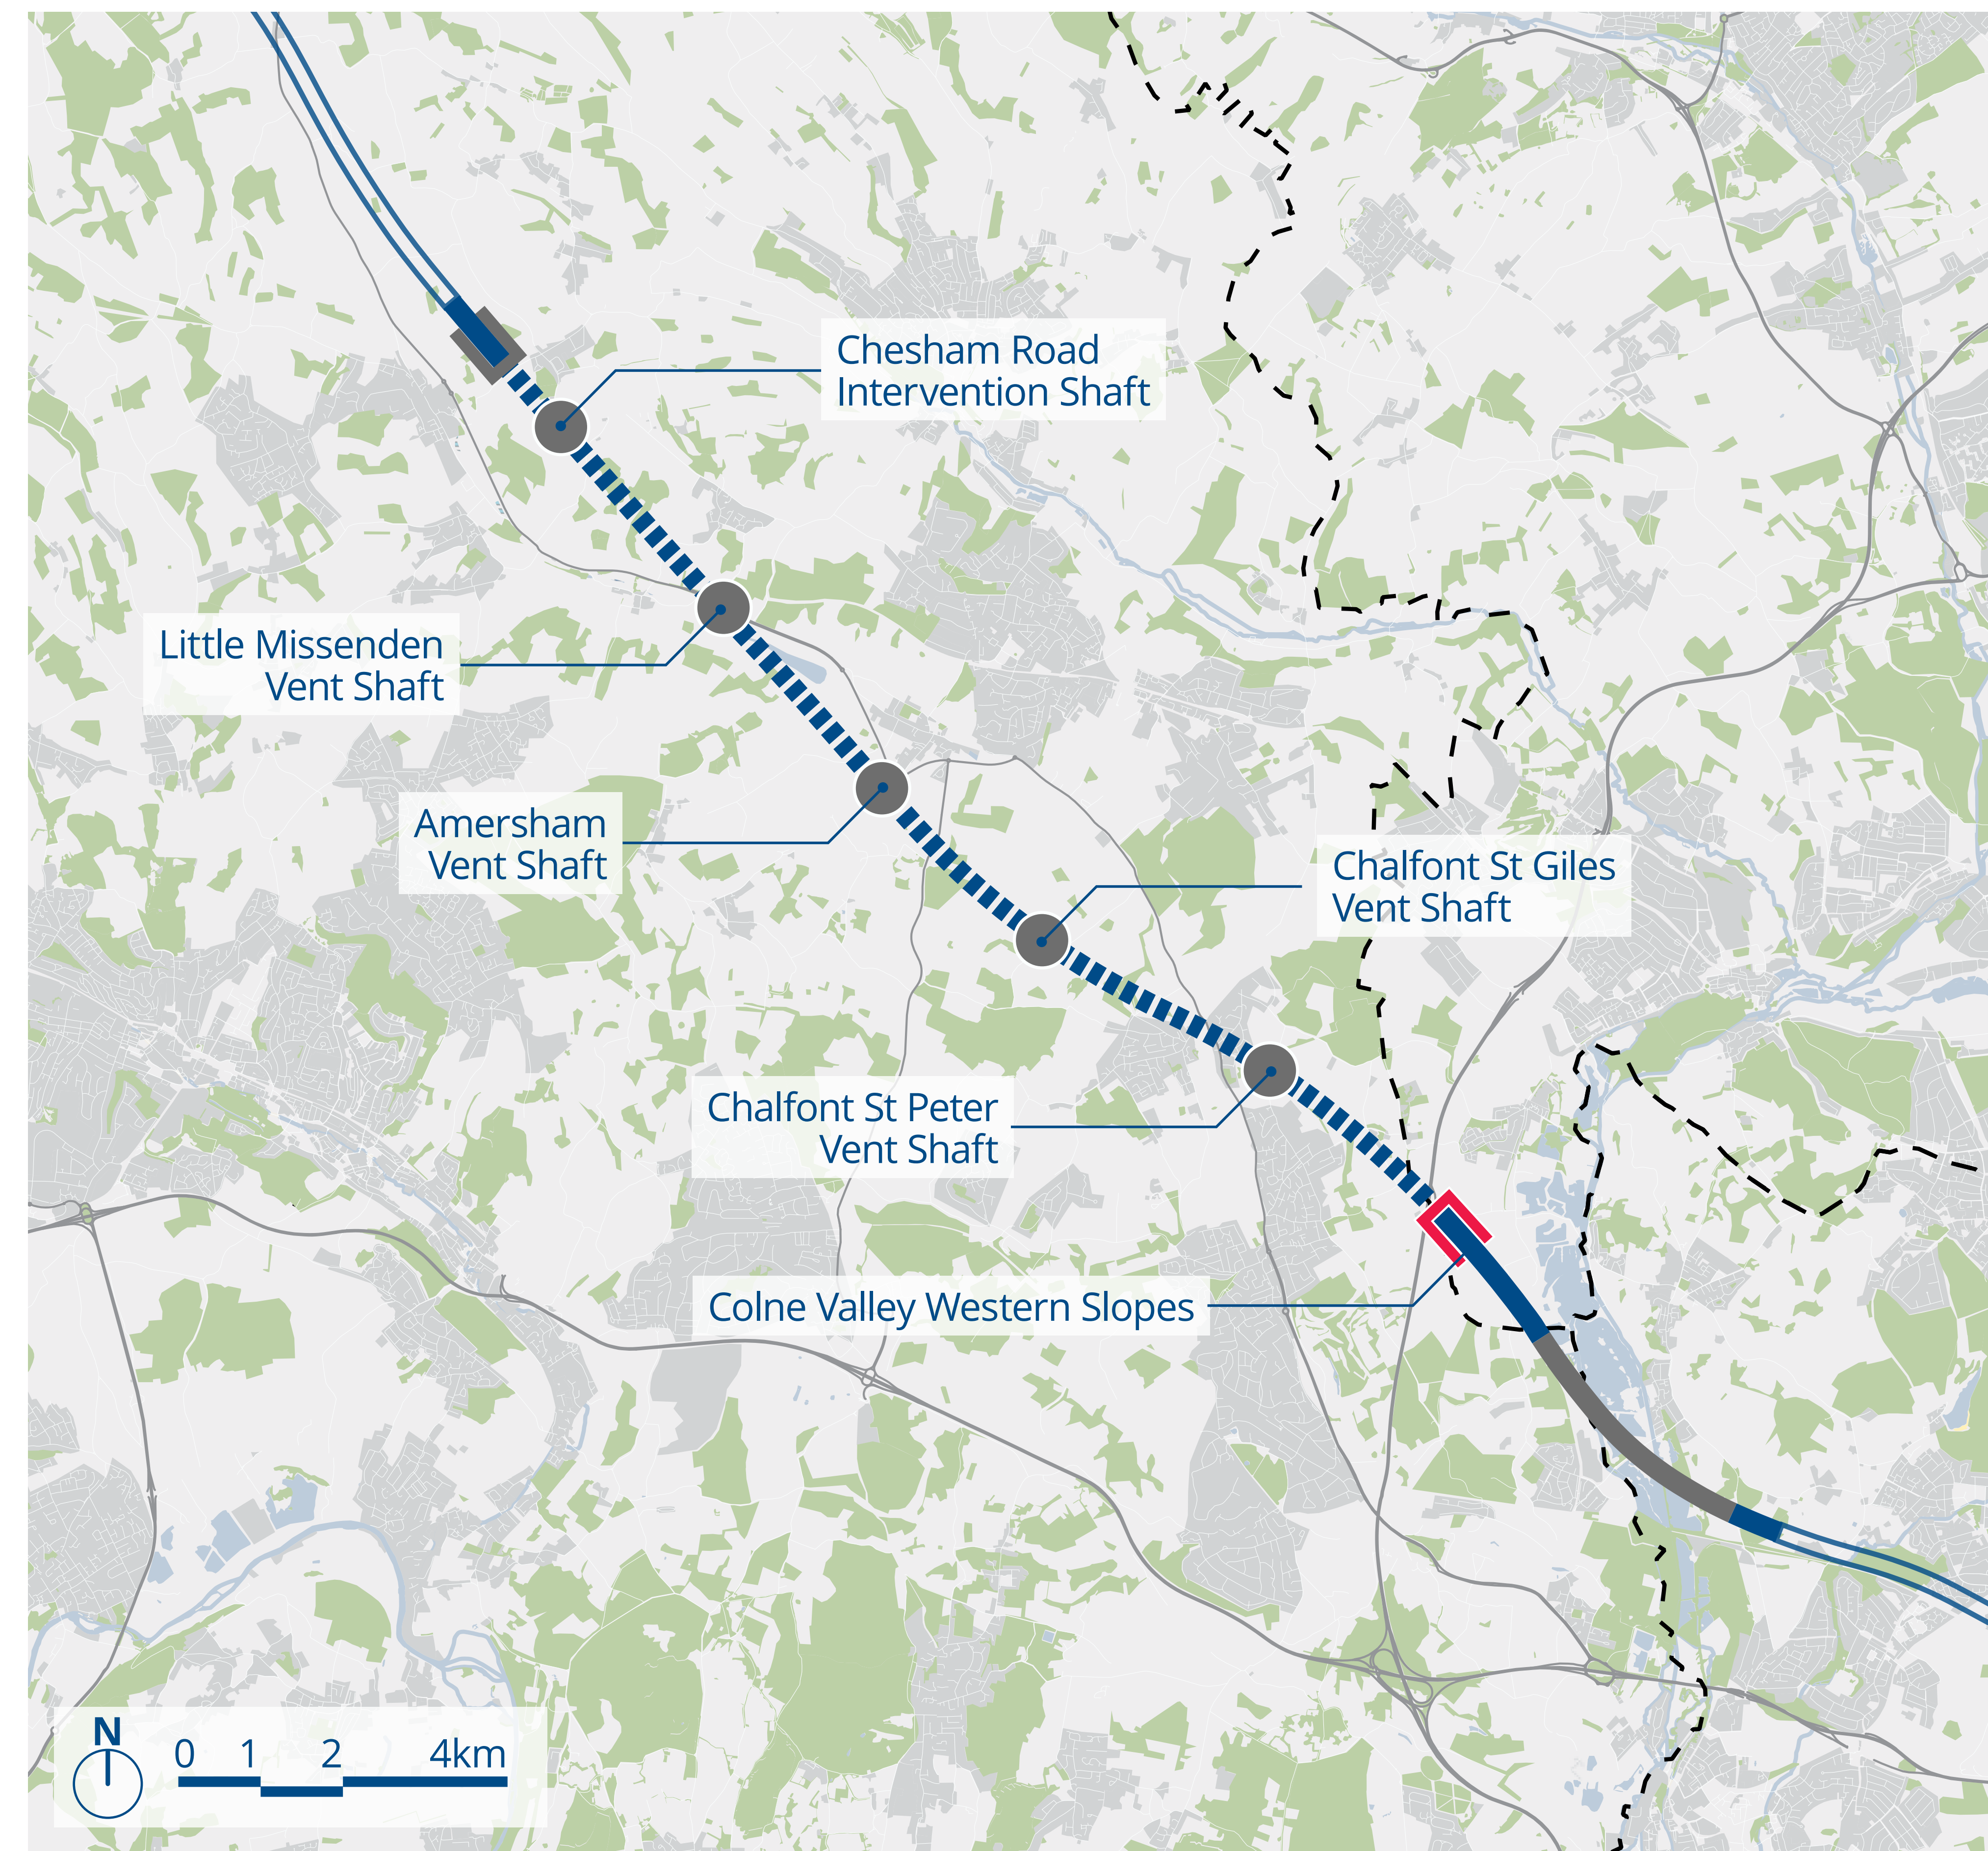 Chesham Road
Intervention Shaft
Little Missenden
Vent Shaft
Amersham
Vent Shaft
Chalfont St Giles
Vent Shaft
Chalfont St Peter
Vent Shaft
Colne Valley Western Slopes
N
0 1 2 4km